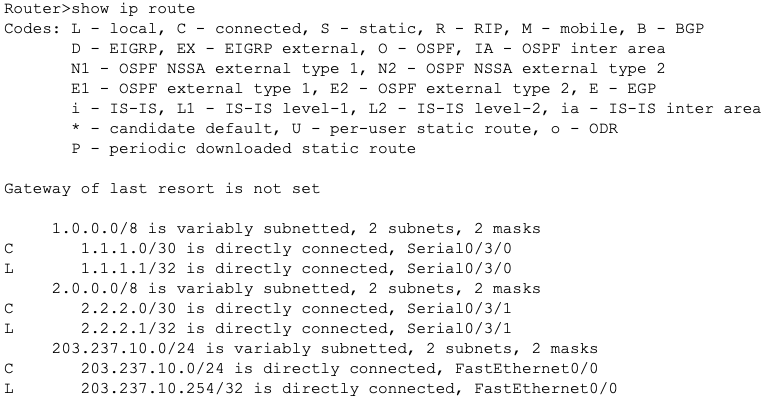 Router>show ip route
Codes: L - local, C - connected, S - static, R - RIP, M - mobile, B - BGP
       D - EIGRP, EX - EIGRP external, O - OSPF, IA - OSPF inter area
       N1 - OSPF NSSA external type 1, N2 - OSPF NSSA external type 2
       E1 - OSPF external type 1, E2 - OSPF external type 2, E - EGP
       i - IS-IS, L1 - IS-IS level-1, L2 - IS-IS level-2, ia - IS-IS inter area
       * - candidate default, U - per-user static route, o - ODR
       P - periodic downloaded static route

Gateway of last resort is not set

     1.0.0.0/8 is variably subnetted, 2 subnets, 2 masks
C       1.1.1.0/30 is directly connected, Serial0/3/0
L       1.1.1.1/32 is directly connected, Serial0/3/0
     2.0.0.0/8 is variably subnetted, 2 subnets, 2 masks
C       2.2.2.0/30 is directly connected, Serial0/3/1
L       2.2.2.1/32 is directly connected, Serial0/3/1
     203.237.10.0/24 is variably subnetted, 2 subnets, 2 masks
C       203.237.10.0/24 is directly connected, FastEthernet0/0
L       203.237.10.254/32 is directly connected, FastEthernet0/0